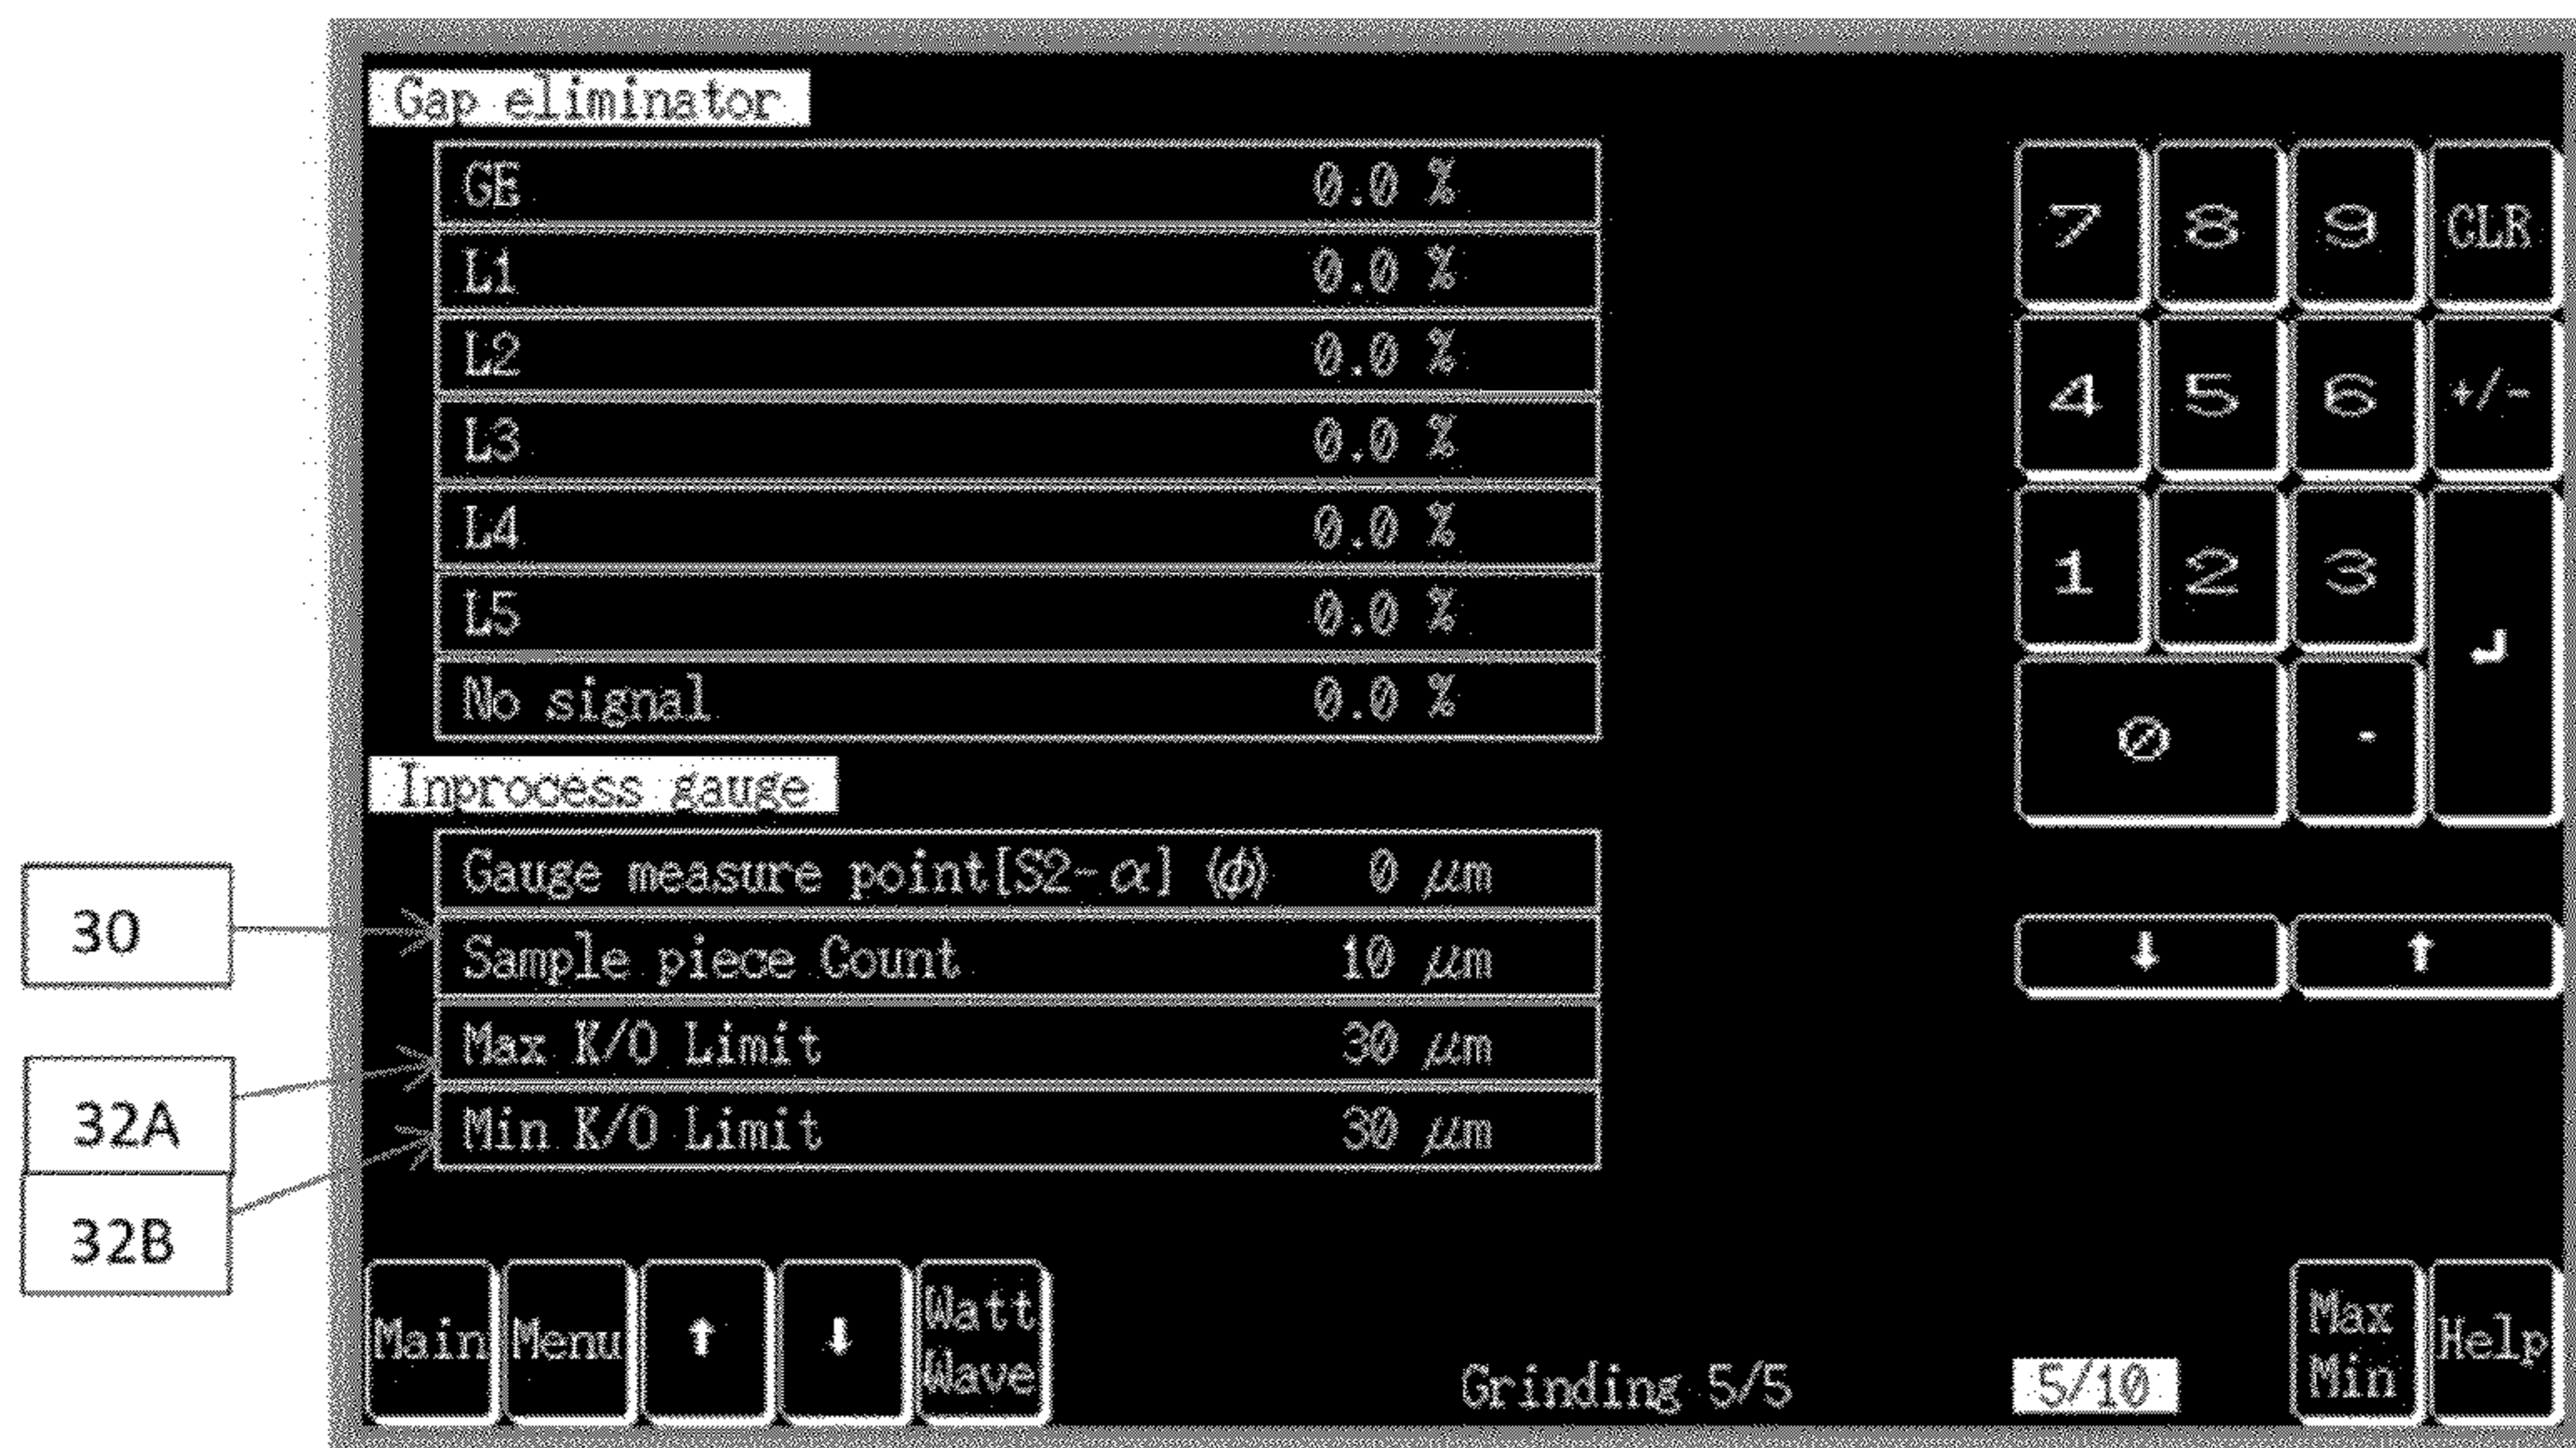 Gap eliminator
GE 0.0 %
L1 0.0 %
L2 0.0 %
L3 0.0 %
L4 0.0 %
L5 0.0 %
No signal 0.0 %
7 8 9 CLR
4 5 6 +/-
1 2 3 ↵
0 .
Inprocess gauge
Gauge measure point[S2-α] (φ) 0 μm
Sample piece Count 10 μm
Max K/O Limit 30 μm
Min K/O Limit 30 μm
↓ ↑
30
32A
32B
Main Menu ↑ ↓ Watt
Wave
Grinding 5/5 5/10
Max
Min
Help